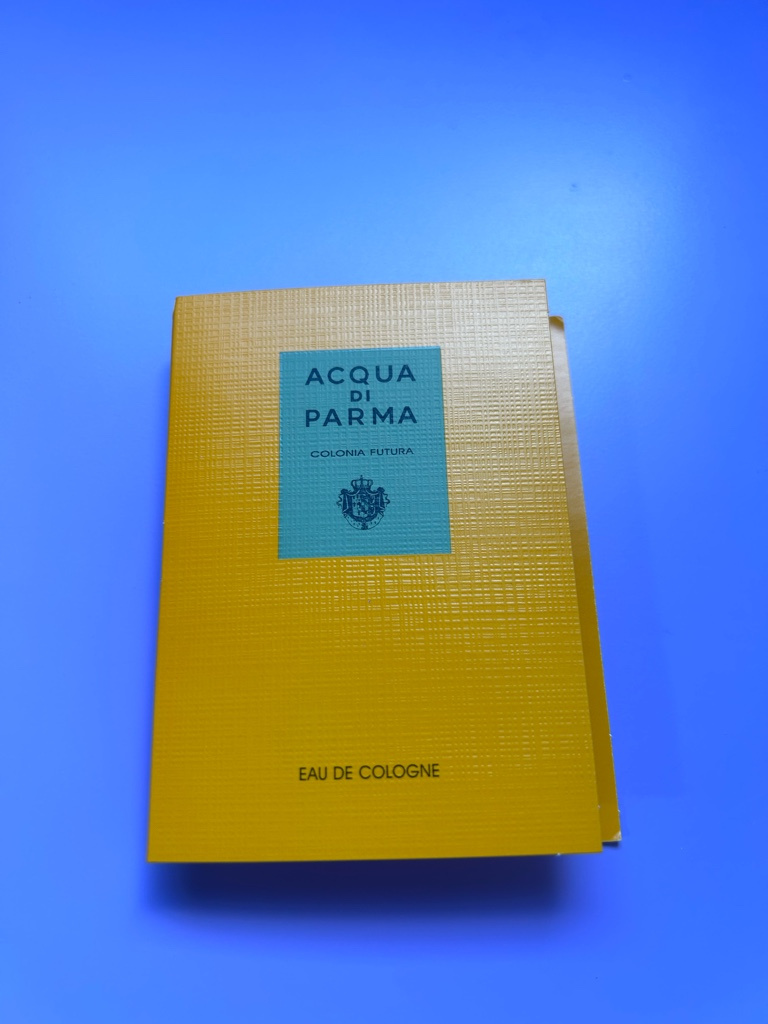 ACQUA
DI
PARMA
COLONIA FUTURA
EAU DE COLOGNE